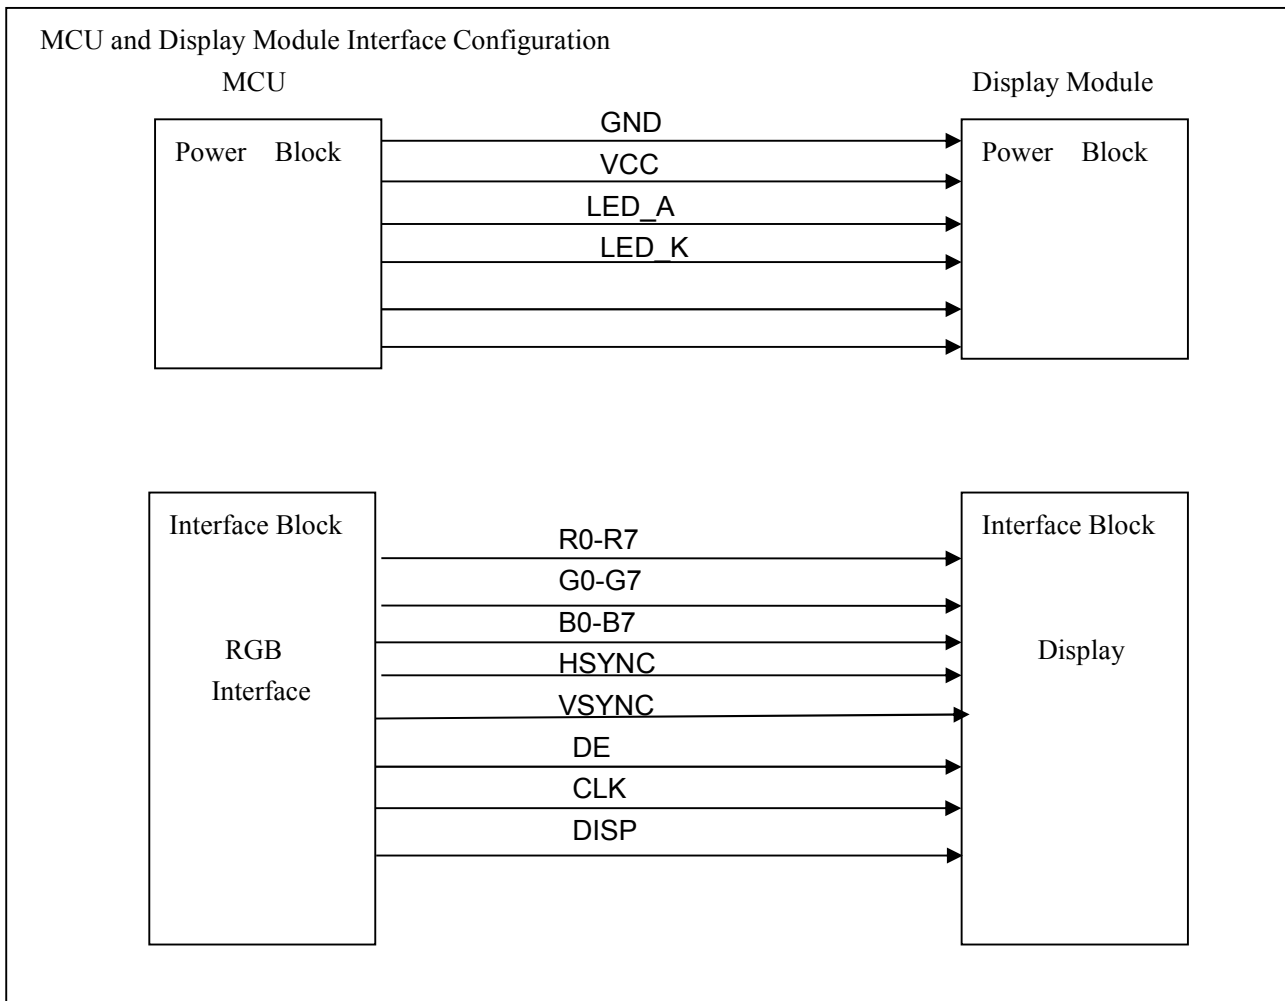 MCU and Display Module Interface Configuration
MCU
Display Module
Power Block
GND
VCC
LED_A
LED_K
Power Block
Interface Block
RGB
Interface
R0-R7
G0-G7
B0-B7
HSYNC
VSYNC
DE
CLK
DISP
Interface Block
Display